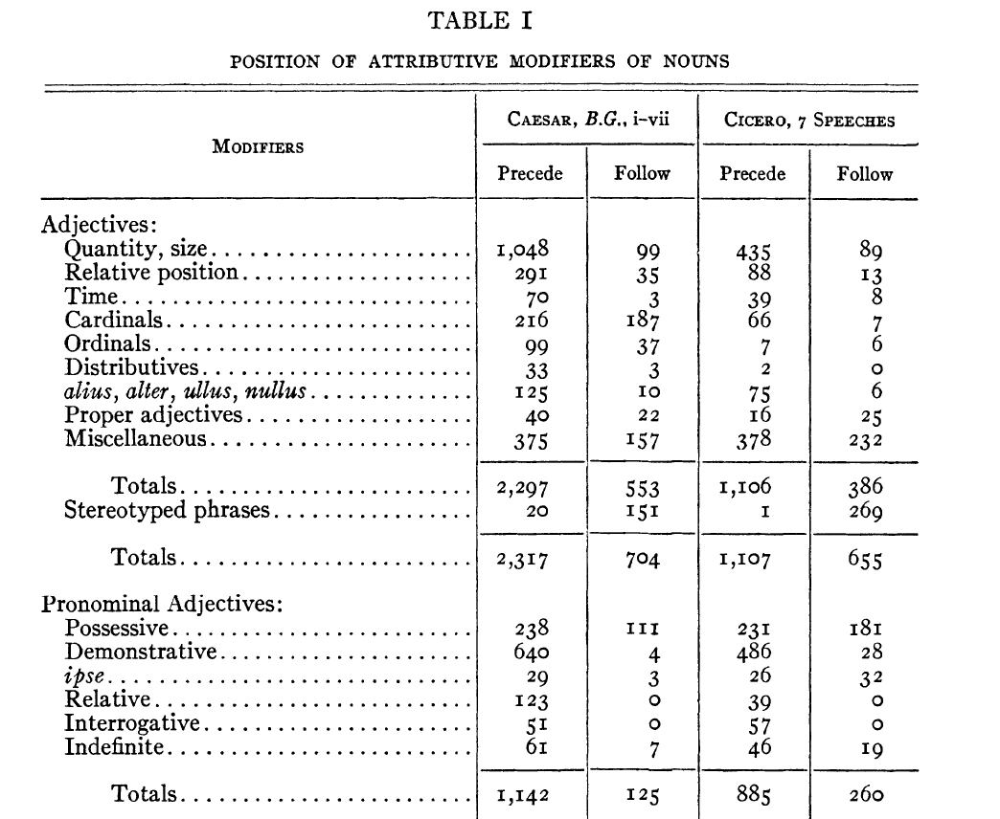 TABLE I
POSITION OF ATTRIBUTIVE MODIFIERS OF NOUNS
MODIFIERS CAESAR, B.G., i–vii CICERO, 7 SPEECHES
Precede Follow Precede Follow
Adjectives:
Quantity, size...................... 1,048 99 435 89
Relative position................... 291 35 88 13
Time............................... 70 3 39 8
Cardinals........................... 216 187 66 7
Ordinals............................ 99 37 7 6
Distributives....................... 33 3 2 0
alius, alter, ullus, nullus............. 125 10 75 6
Proper adjectives................... 40 22 16 25
Miscellaneous...................... 375 157 378 232
Totals......................... 2,297 553 1,106 386
Stereotyped phrases................ 20 151 1 269
Totals......................... 2,317 704 1,107 655
Pronominal Adjectives:
Possessive.......................... 238 111 231 181
Demonstrative...................... 640 4 486 28
ipse................................ 29 3 26 32
Relative............................ 123 0 39 0
Interrogative....................... 51 0 57 0
Indefinite.......................... 61 7 46 19
Totals......................... 1,142 125 885 260